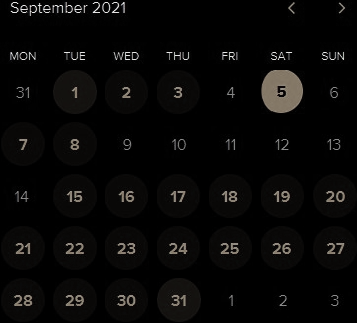 September 2021 < >
MON TUE WED THU FRI SAT SUN
31 1 2 3 4 5 6
7 8 9 10 11 12 13
14 15 16 17 18 19 20
21 22 23 24 25 26 27
28 29 30 31 1 2 3